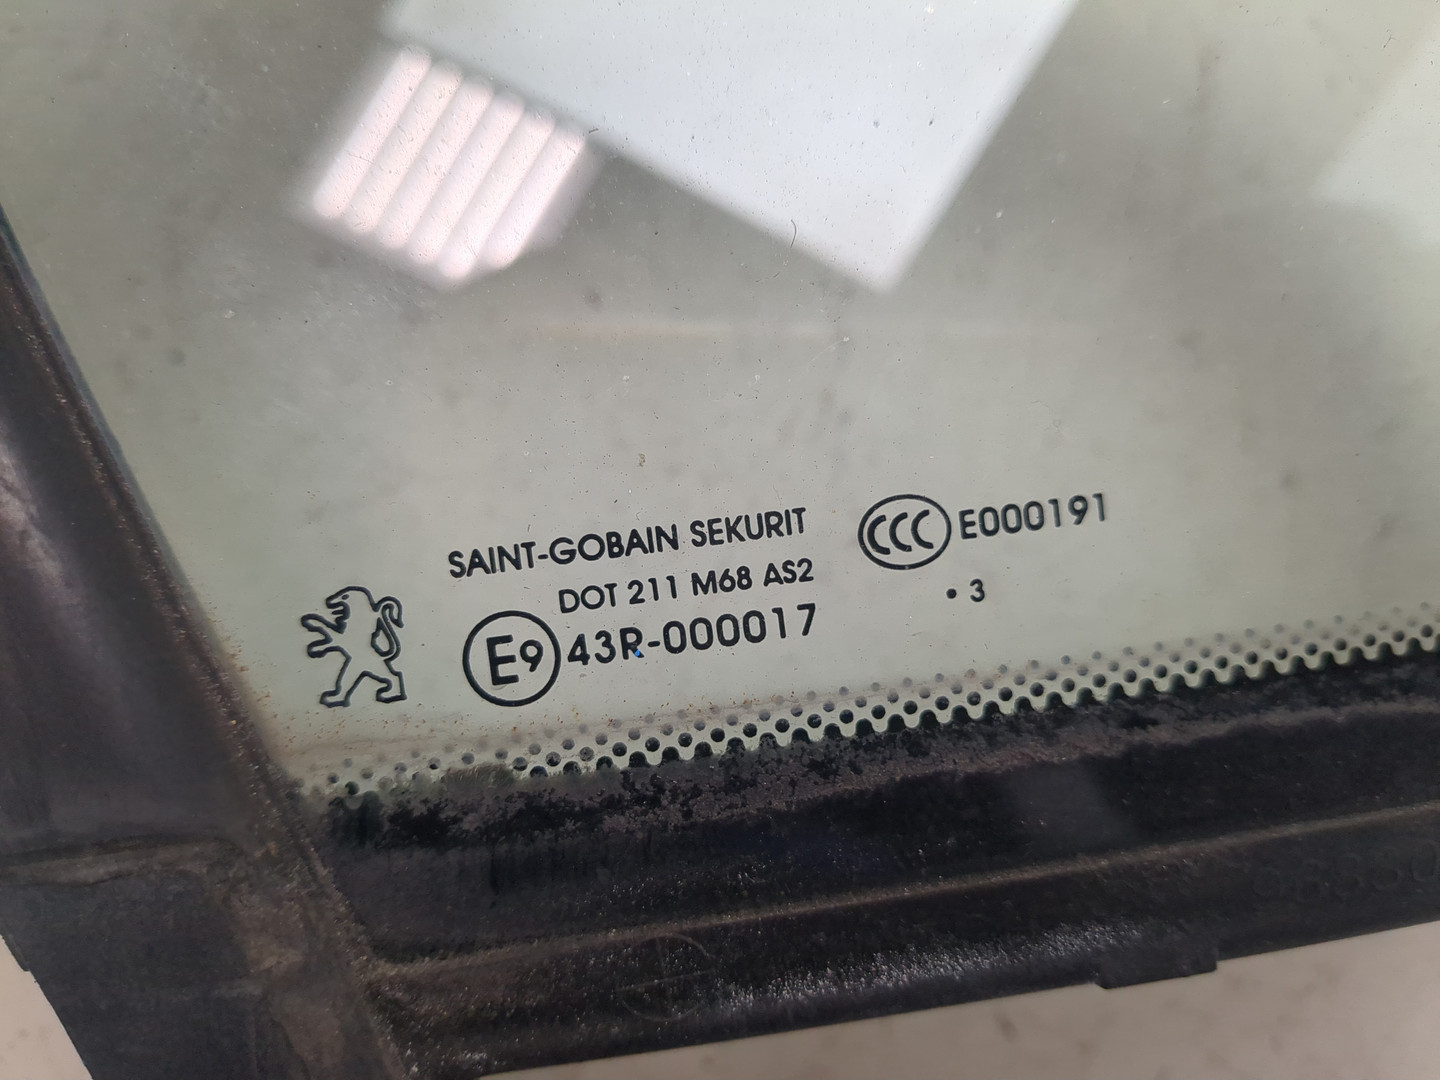 SAINT-GOBAIN SEKURIT
DOT 211 M68 AS2
E9 43R-000017
CCC E000191
• 3